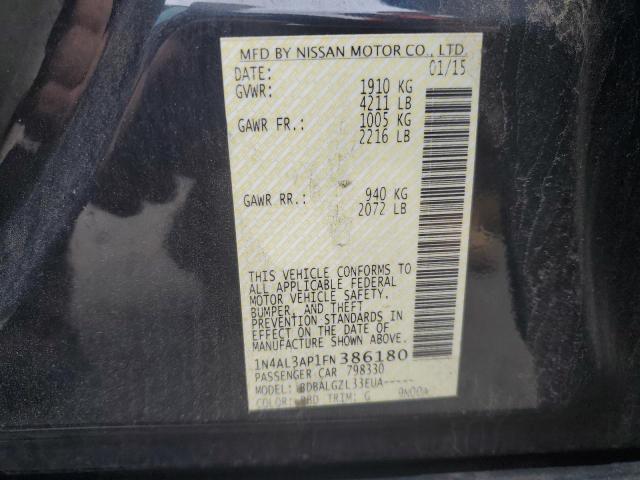 MFD BY NISSAN MOTOR CO., LTD
DATE: 01/15
GVWR: 1910 KG
4211 LB
GAWR FR.: 1005 KG
2216 LB
GAWR RR.: 940 KG
2072 LB
THIS VEHICLE CONFORMS TO
ALL APPLICABLE FEDERAL
MOTOR VEHICLE SAFETY,
BUMPER, AND THEFT
PREVENTION STANDARDS IN
EFFECT ON THE DATE OF
MANUFACTURE SHOWN ABOVE.
1N4AL3AP1FN386180
PASSENGER CAR 798330
MODEL: BDBALGZL33EUA-----
COLOR: TRIM: G